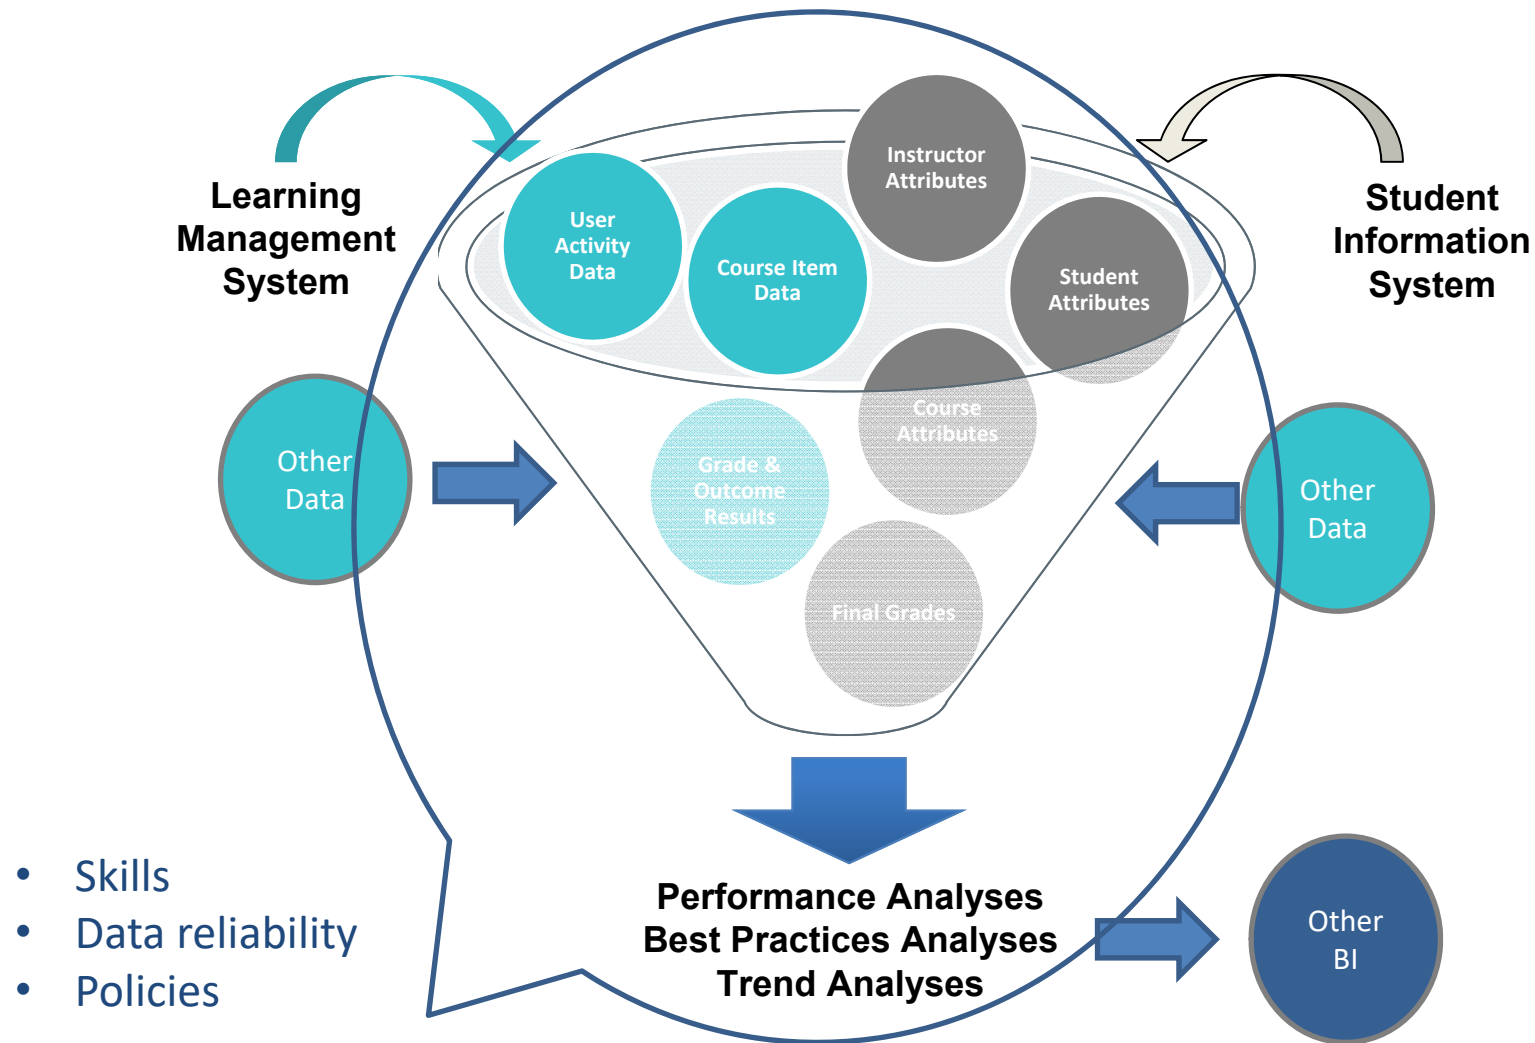 Learning
Management
System
Student
Information
System
Instructor
Attributes
User
Activity
Data
Course Item
Data
Student
Attributes
Course
Attributes
Grade &
Outcome
Results
Final Grades
Other
Data
Other
Data
• Skills
• Data reliability
• Policies
Performance Analyses
Best Practices Analyses
Trend Analyses
Other
BI